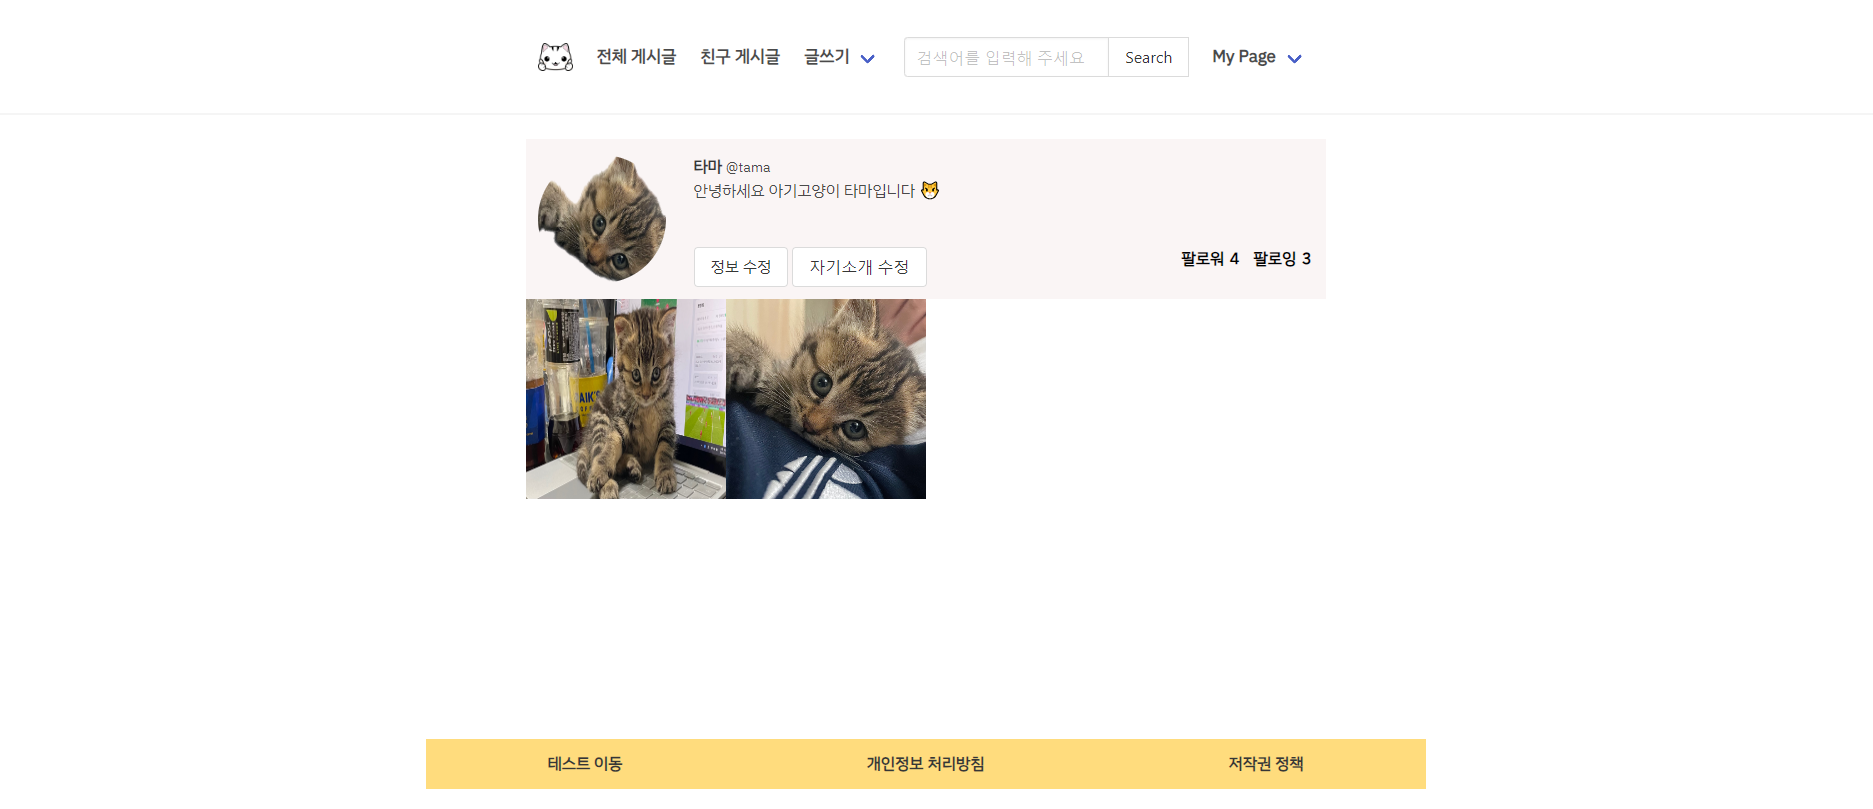 전체 게시글 친구 게시글 글쓰기 검색어를 입력해 주세요 Search My Page
타마 @tama
안녕하세요 아기고양이 타마입니다
정보 수정 자기소개 수정 팔로워 4 팔로잉 3
AIK'S
테스트 이동 개인정보 처리방침 저작권 정책